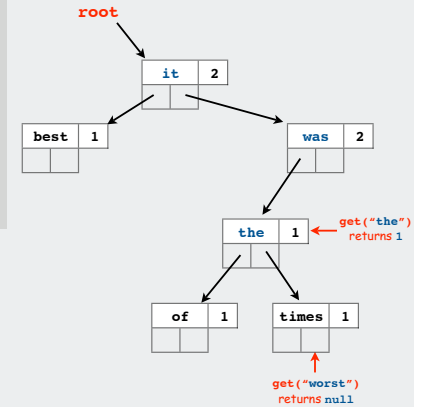 root
it 2
best 1
was 2
the 1
get(“the”)
returns 1
of 1
times 1
get(“worst”)
returns null